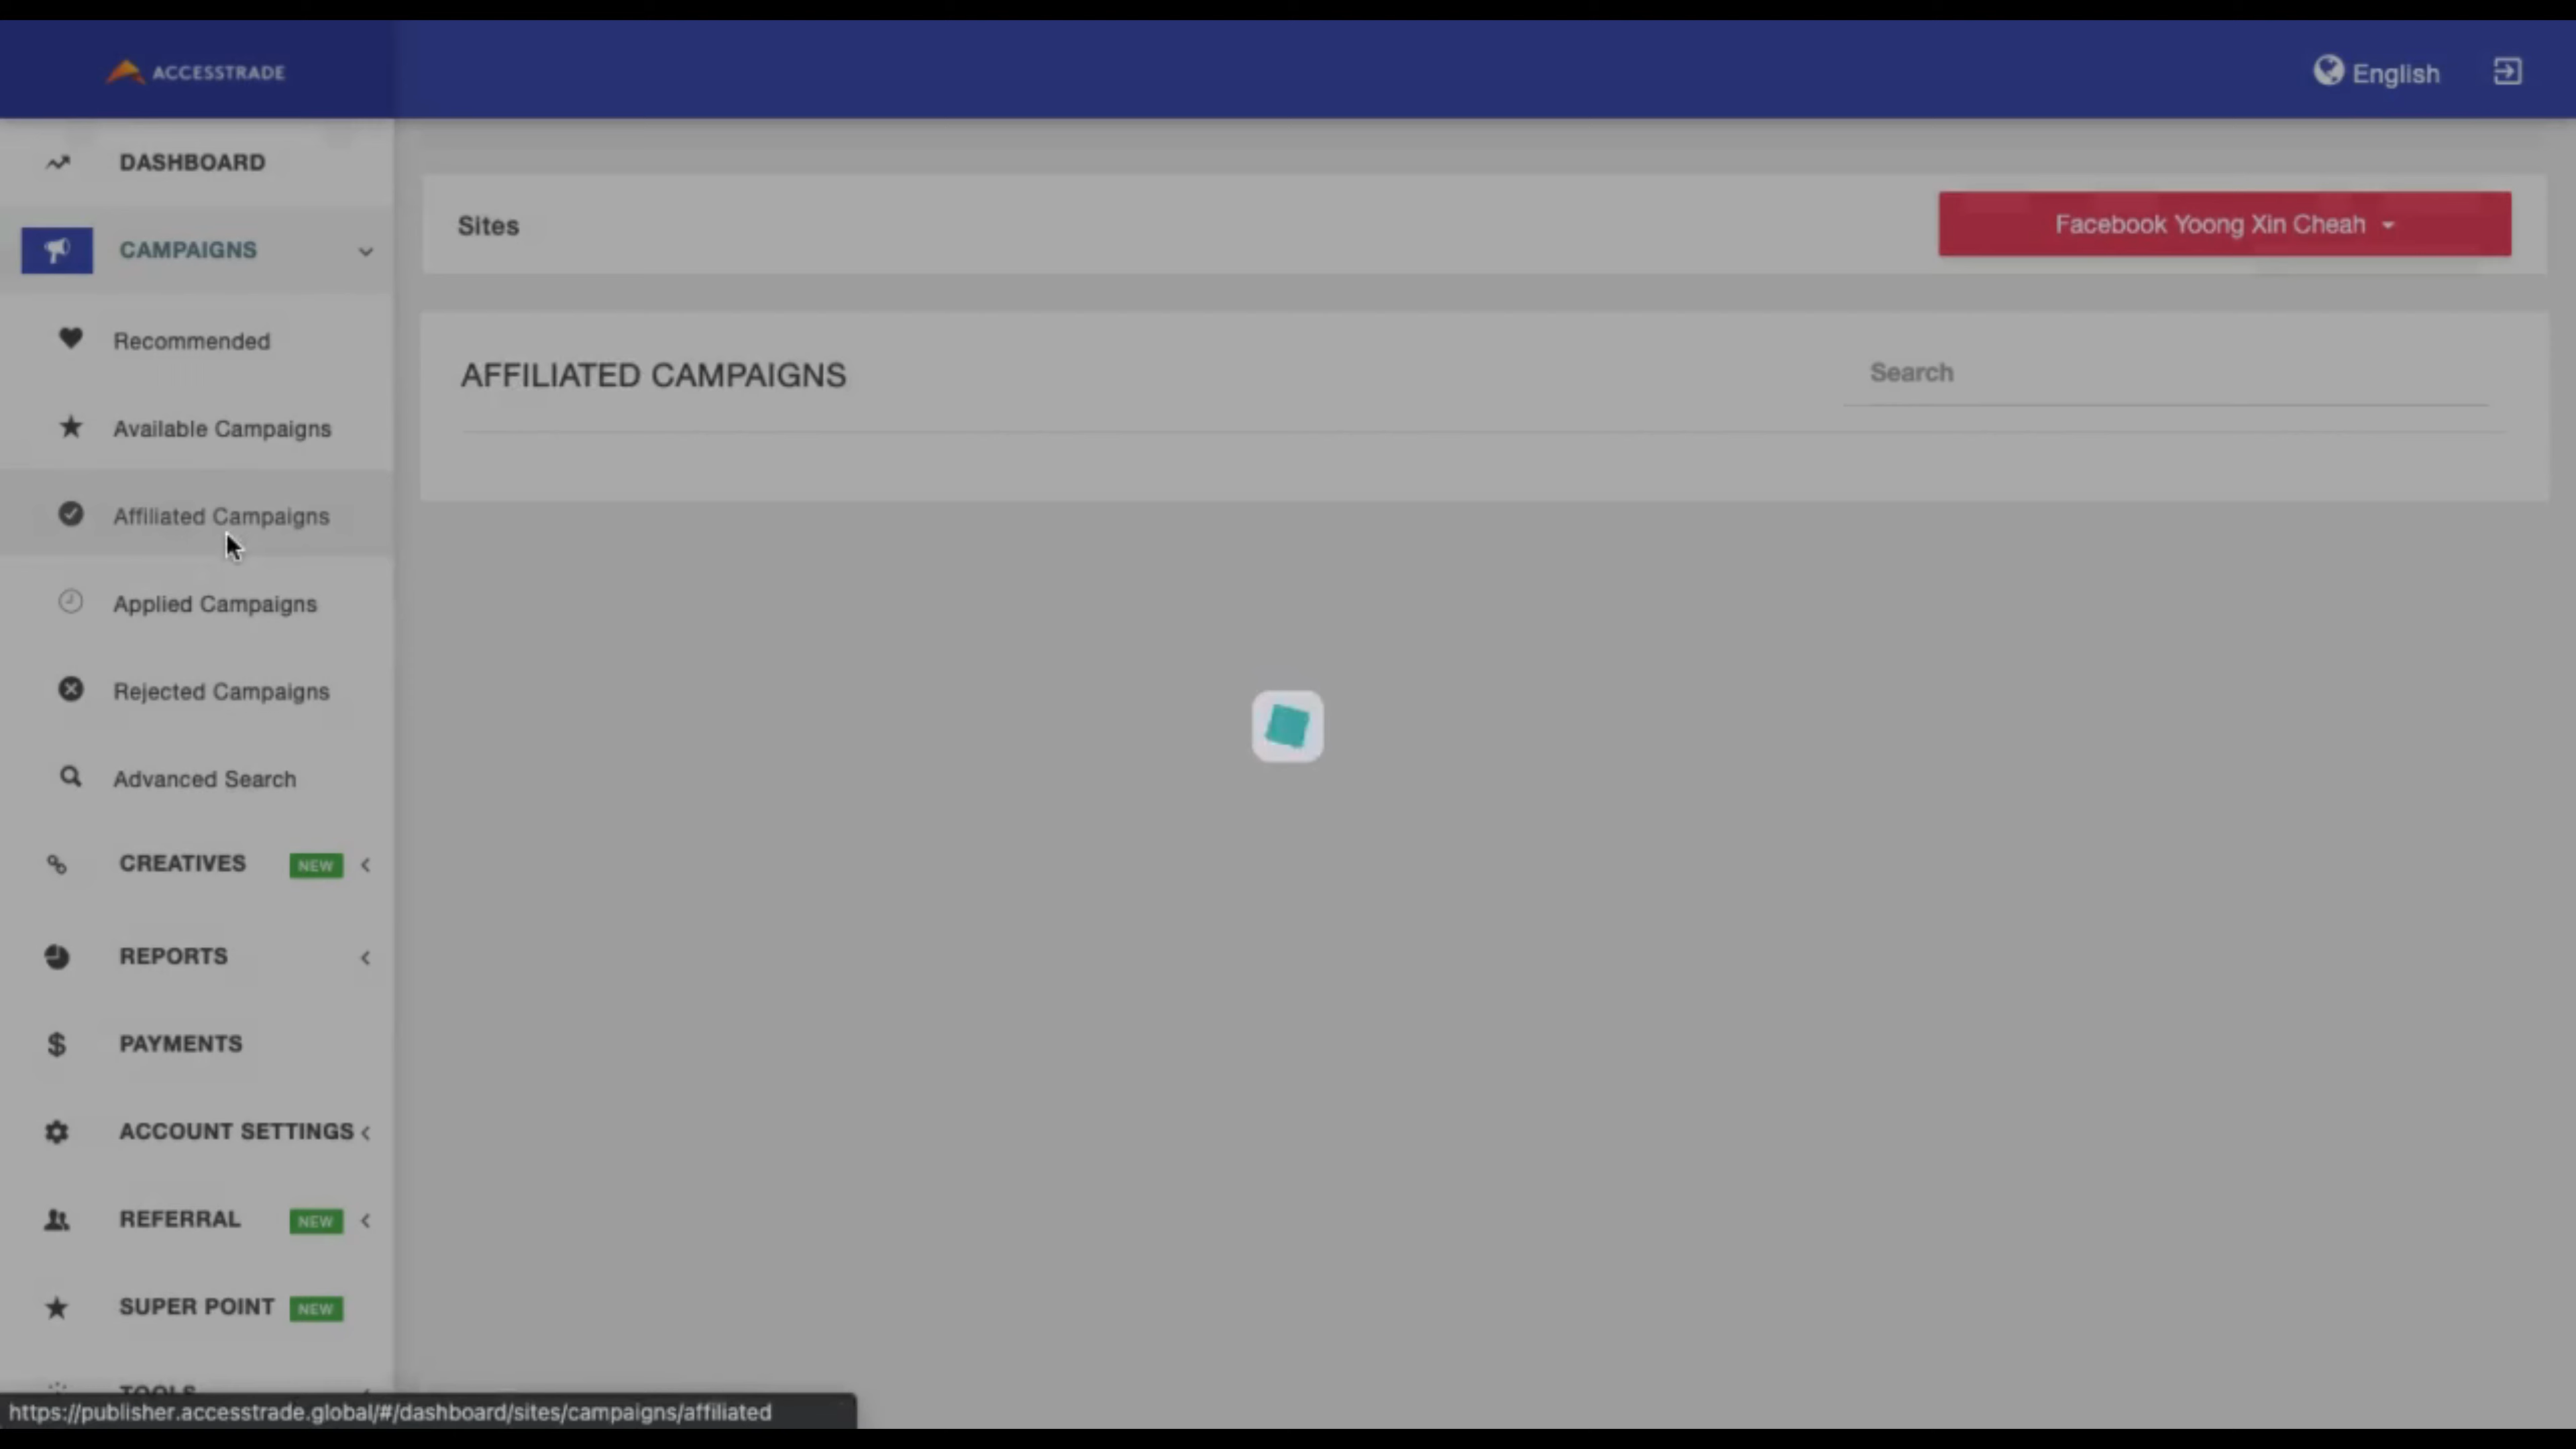 ACCESSTRADE
English
DASHBOARD
CAMPAIGNS
Recommended
Available Campaigns
Affiliated Campaigns
Applied Campaigns
Rejected Campaigns
Advanced Search
CREATIVES NEW
REPORTS
PAYMENTS
ACCOUNT SETTINGS
REFERRAL NEW
SUPER POINT NEW
TOOLS
Sites
Facebook Yoong Xin Cheah
AFFILIATED CAMPAIGNS
Search
https://publisher.accesstrade.global/#/dashboard/sites/campaigns/affiliated